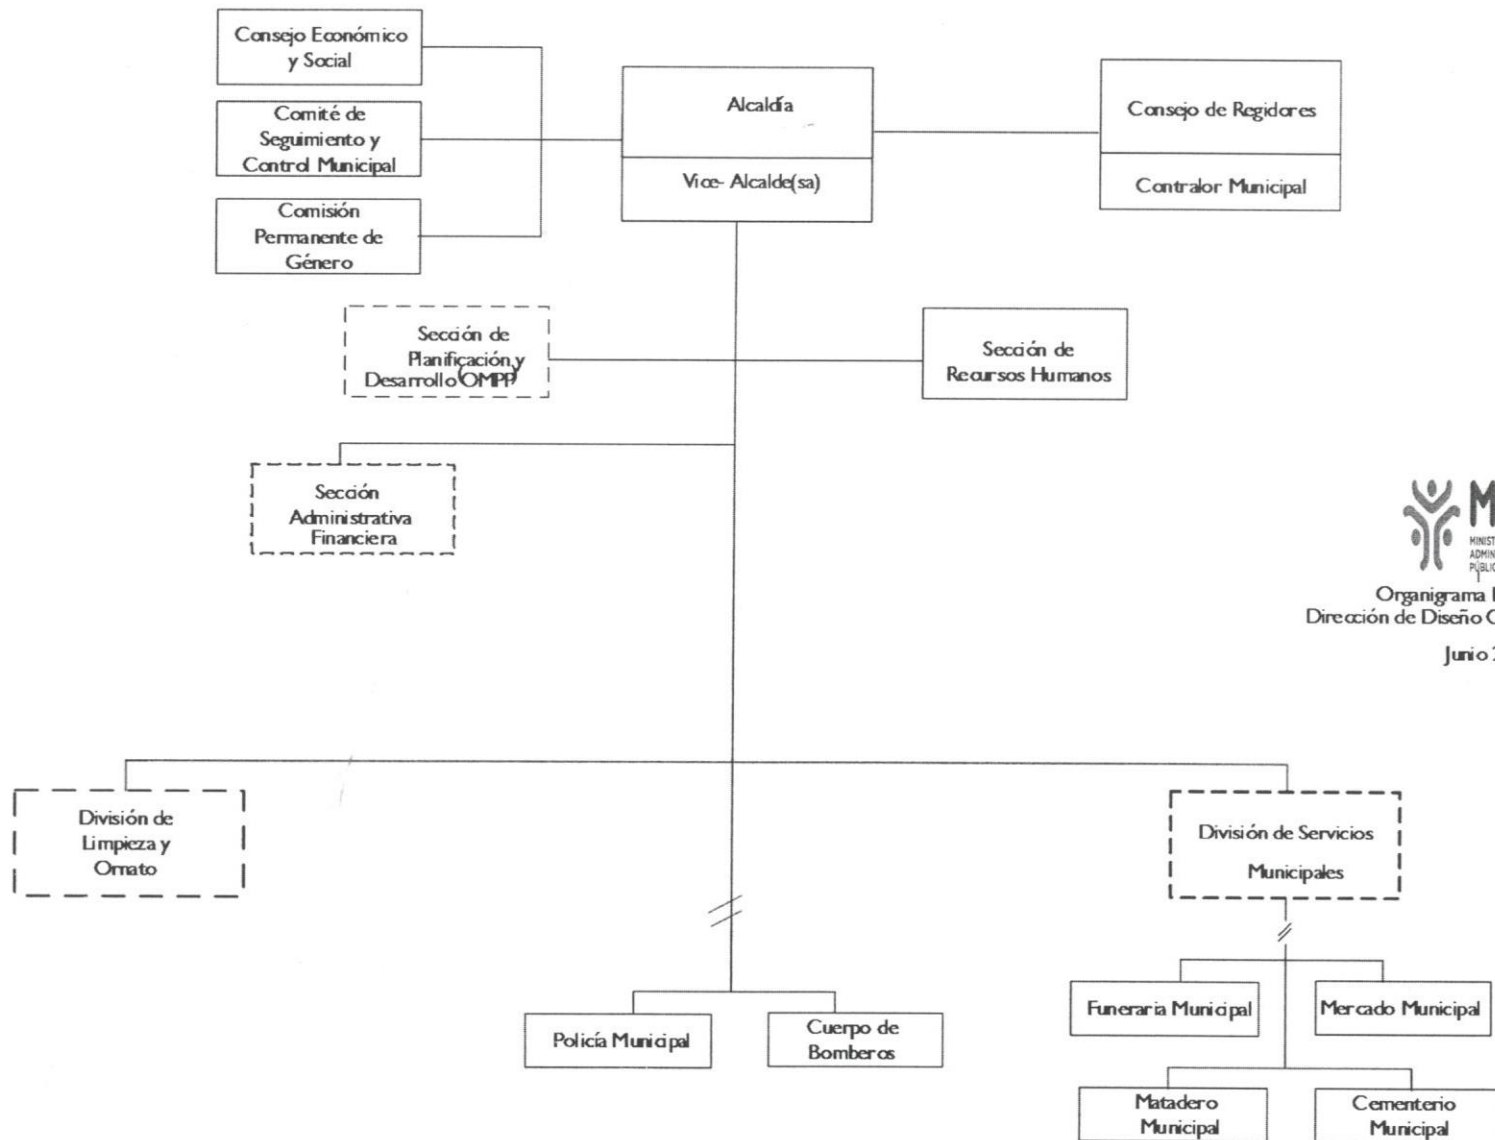 Consejo Económico
y Social
Comité de
Seguimiento y
Control Municipal
Comisión
Permanente de
Género
Alcaldía
Vice- Alcalde(sa)
Consejo de Regidores
Contralor Municipal
Sección de
Planificación y
Desarrollo (OMPP)
Sección de
Recursos Humanos
Sección
Administrativa
Financiera
M
MINIST
ADMIN
PÚBLIC
Organigrama
Dirección de Diseño
Junio
División de
Limpieza y
Ornato
División de Servicios
Municipales
Policía Municipal
Cuerpo de
Bomberos
Funeraria Municipal
Mercado Municipal
Matadero
Municipal
Cementerio
Municipal